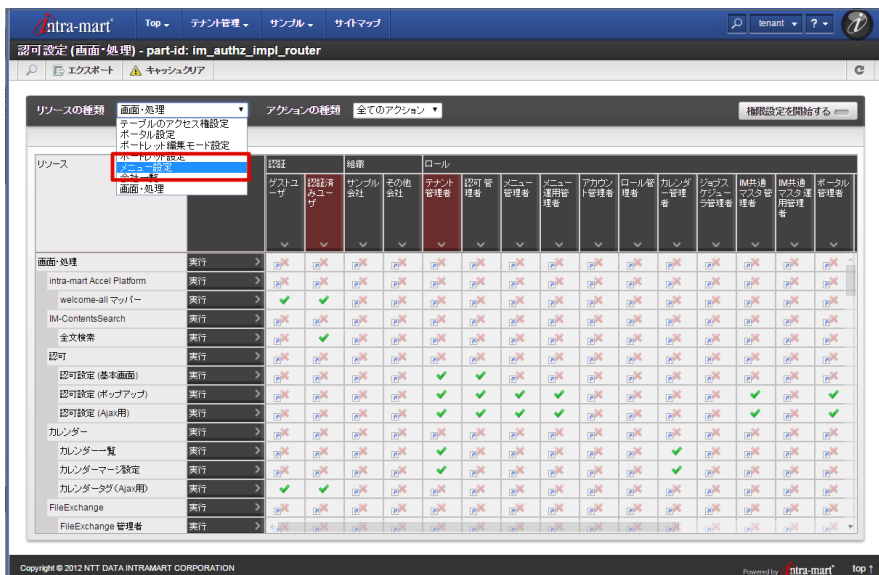 intra-mart Top テナント管理 サンプル サイトマップ tenant ?
認可設定 (画面・処理) - part-id: im_authz_impl_router
エクスポート キャッシュクリア
リソースの種類 画面・処理 アクションの種類 全てのアクション 権限設定を開始する
テーブルのアクセス権設定
ポータル設定
ポートレット編集モード設定
ポートレット設定
メニュー設定
会社一覧
画面・処理
リソース 認証 組織 ロール
ゲストユーザ 認証済みユーザ サンプル会社 その他会社 テナント管理者 認可管理者 メニュー管理者 メニュー運用管理者 アカウント管理者 ロール管理者 カレンダー管理者 ジョブスケジューラ管理者 IM共通マスタ管理者 IM共通マスタ運用管理者 ポータル管理者
画面・処理 実行
intra-mart Accel Platform 実行
welcome-all マッパー 実行
IM-ContentsSearch 実行
全文検索 実行
認可 実行
認可設定 (基本画面) 実行
認可設定 (ポップアップ) 実行
認可設定 (Ajax用) 実行
カレンダー 実行
カレンダー一覧 実行
カレンダーマージ設定 実行
カレンダータグ(Ajax用) 実行
FileExchange 実行
FileExchange 管理者 実行
Copyright © 2012 NTT DATA INTRAMART CORPORATION Powered by intra-mart top ↑